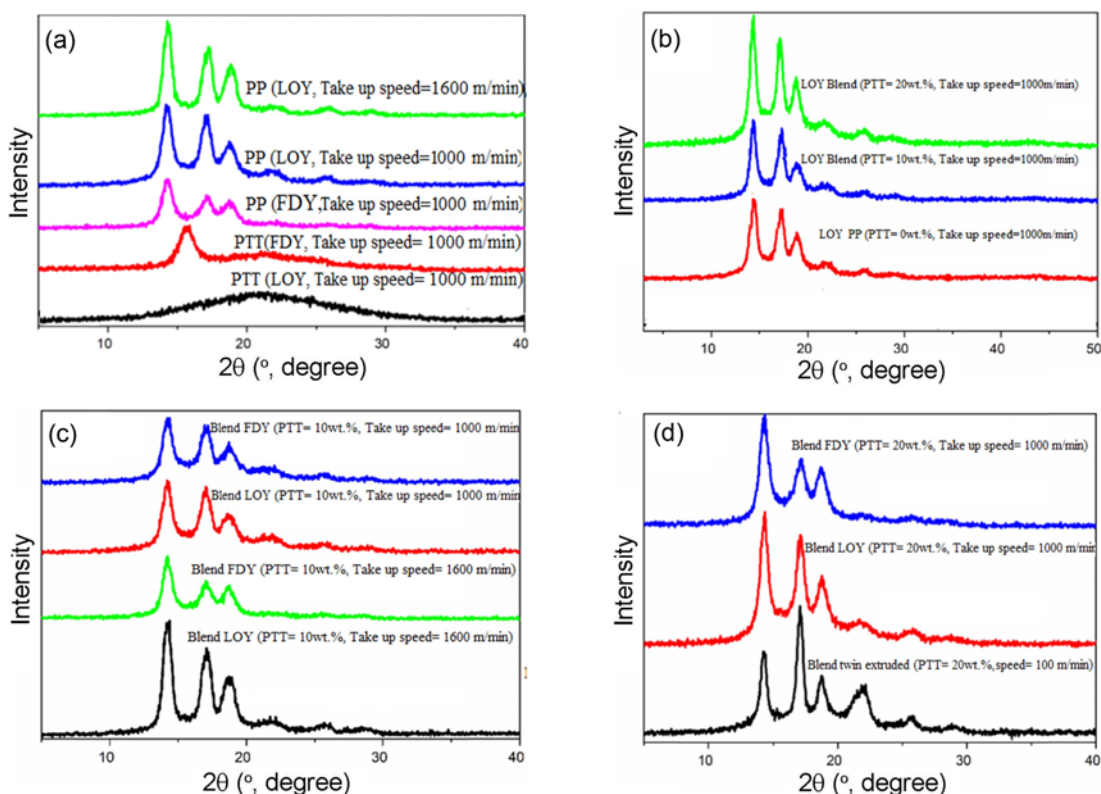 (a)
PP (LOY, Take up speed=1600 m/min)
PP (LOY, Take up speed=1000 m/min)
PP (FDY,Take up speed=1000 m/min)
PTT(FDY, Take up speed= 1000 m/min)
PTT (LOY, Take up speed= 1000 m/min)
Intensity
10 20 30 40
2θ (°, degree)
(b)
LOY Blend (PTT= 20wt.%, Take up speed=1000m/min)
LOY Blend (PTT= 10wt.%, Take up speed=1000m/min)
LOY PP (PTT= 0wt.%, Take up speed=1000m/min)
Intensity
10 20 30 40 50
2θ (°, degree)
(c)
Blend FDY (PTT= 10wt.%, Take up speed= 1000 m/min
Blend LOY (PTT= 10wt.%, Take up speed= 1000 m/min
Blend FDY (PTT= 10wt.%, Take up speed= 1600 m/min)
Blend LOY (PTT= 10wt.%, Take up speed= 1600 m/min)
Intensity
10 20 30 40
2θ (°, degree)
(d)
Blend FDY (PTT= 20wt.%, Take up speed= 1000 m/min)
Blend LOY (PTT= 20wt.%, Take up speed= 1000 m/min
Blend twin extruded (PTT= 20wt.%,speed= 100 m/min)
Intensity
10 20 30 40
2θ (°, degree)